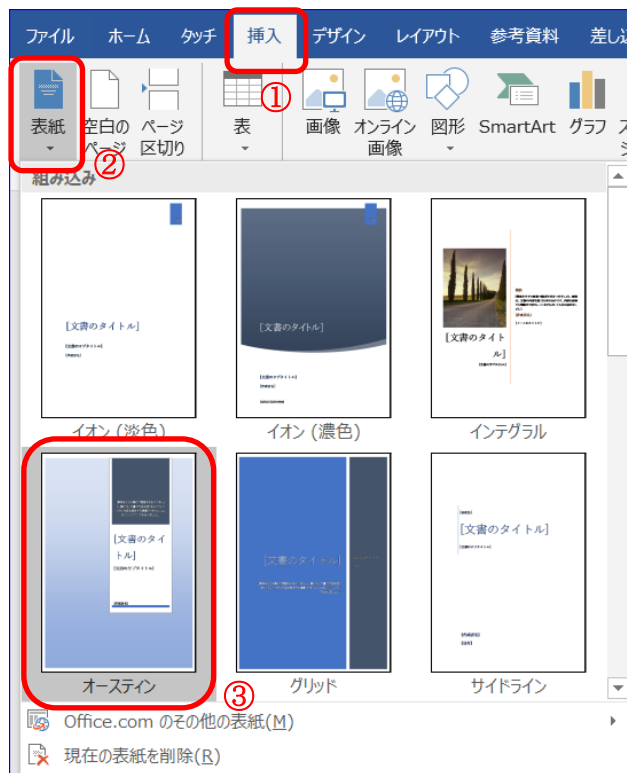 ファイル ホーム タッチ 挿入 デザイン レイアウト 参考資料 差し込
①
表紙 空白の ページ 表 画像 オンライン 図形 SmartArt グラフ
ページ 区切り 画像
②
組み込み
[文書のタイトル]
[文書のタイトル]
[文書のタイト
ル]
イオン (淡色) イオン (濃色) インテグラル
[文書のタイ
トル]
[文書のタイトル]
[文書のタイトル]
オースティン グリッド サイドライン
③
Office.com のその他の表紙(M)
現在の表紙を削除(R)